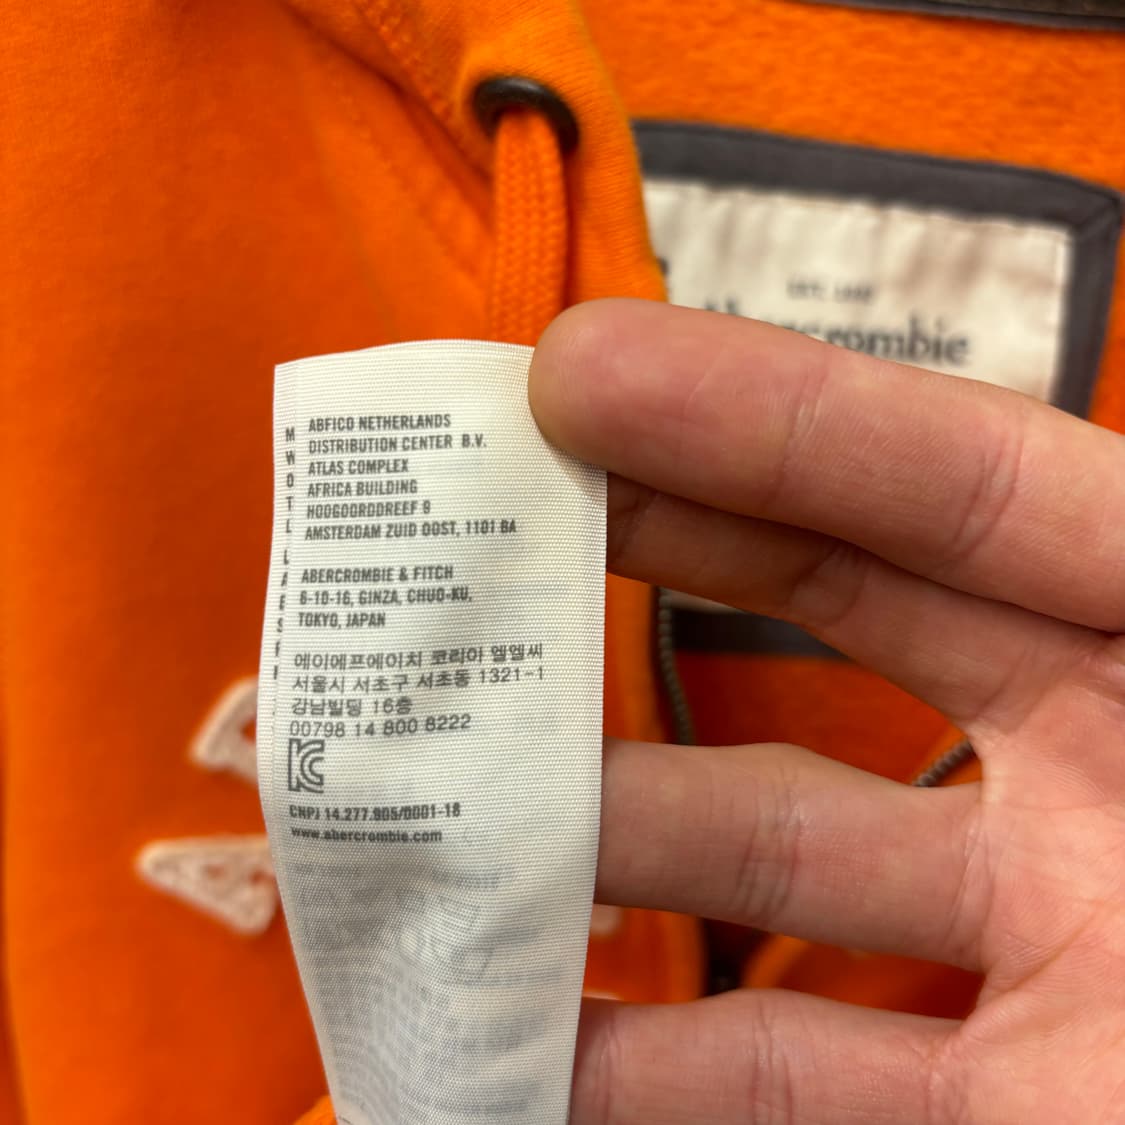 EST. 1892
Abercrombie
ABFICO NETHERLANDS
DISTRIBUTION CENTER B.V.
ATLAS COMPLEX
AFRICA BUILDING
HOOGOORDDREEF 9
AMSTERDAM ZUID OOST, 1101 BA
ABERCROMBIE & FITCH
6-10-16, GINZA, CHUO-KU,
TOKYO, JAPAN
에이에프에이치 코리아 엘엘씨
서울시 서초구 서초동 1321-1
강남빌딩 16층
00798 14 800 8222
CNPJ 14.277.905/0001-18
www.abercrombie.com